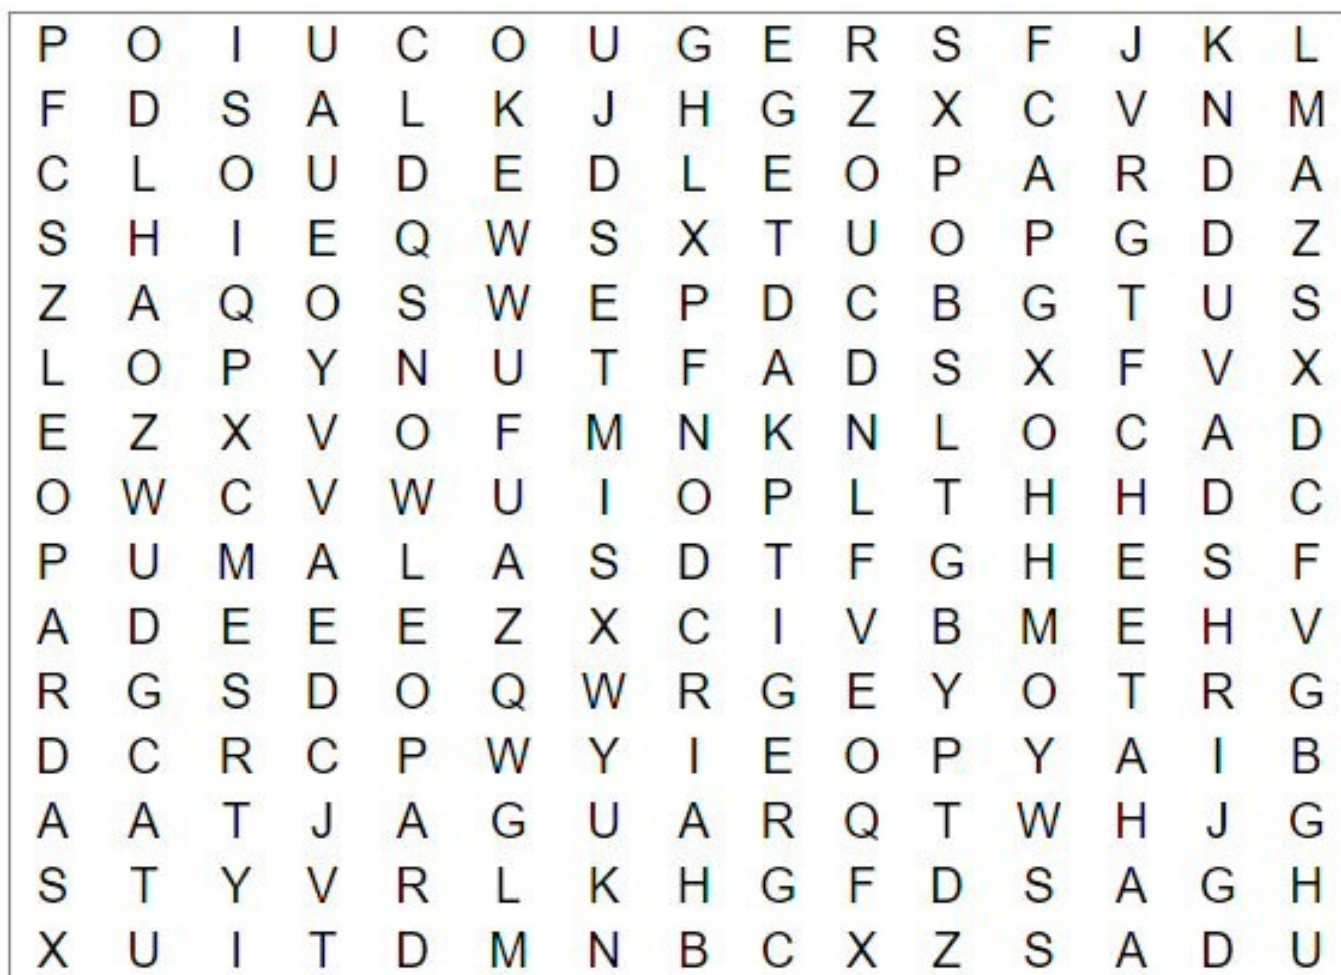 P O I U C O U G E R S F J K L
F D S A L K J H G Z X C V N M
C L O U D E D L E O P A R D A
S H I E Q W S X T U O P G D Z
Z A Q O S W E P D C B G T U S
L O P Y N U T F A D S X F V X
E Z X V O F M N K N L O C A D
O W C V W U I O P L T H H D C
P U M A L A S D T F G H E S F
A D E E E Z X C I V B M E H V
R G S D O Q W R G E Y O T R G
D C R C P W Y I E O P Y A I B
A A T J A G U A R Q T W H J G
S T Y V R L K H G F D S A G H
X U I T D M N B C X Z S A D U